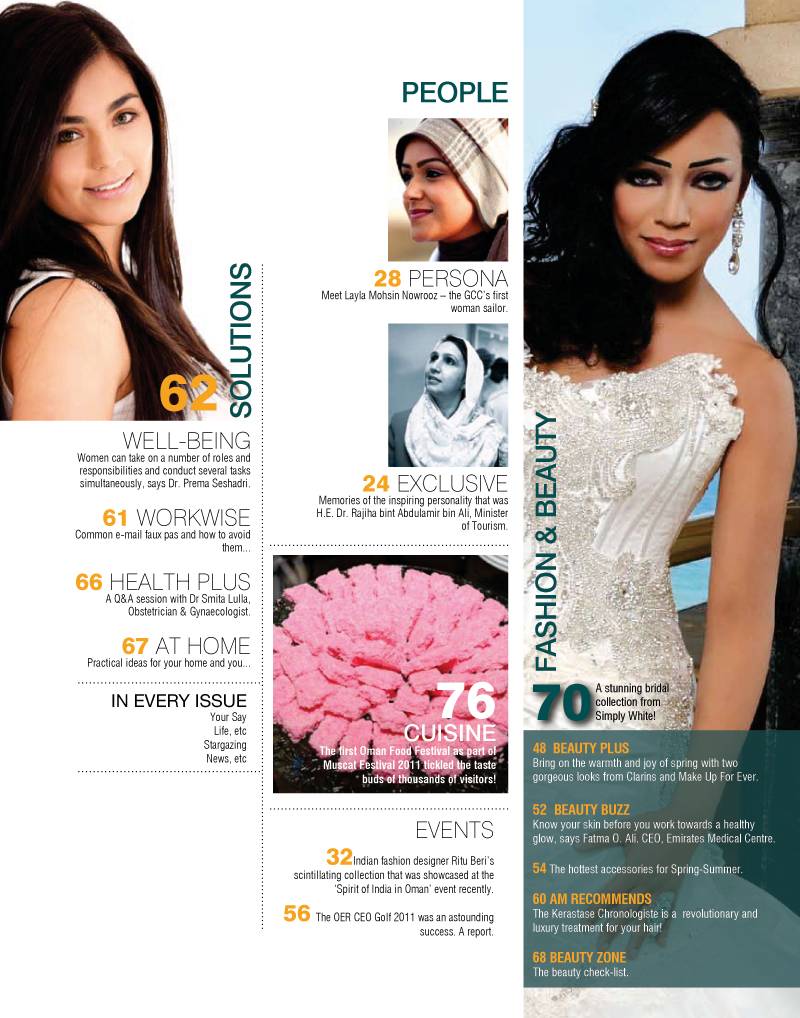 62
SOLUTIONS
WELL-BEING
Women can take on a number of roles and
responsibilities and conduct several tasks
simultaneously, says Dr. Prema Seshadri.
61 WORKWISE
Common e-mail faux pas and how to avoid
them...
66 HEALTH PLUS
A Q&A session with Dr Smita Lulla,
Obstetrician & Gynaecologist.
67 AT HOME
Practical ideas for your home and you...
IN EVERY ISSUE
Your Say
Life, etc
Stargazing
News, etc
PEOPLE
28 PERSONA
Meet Layla Mohsin Nowrooz – the GCC's first
woman sailor.
24 EXCLUSIVE
Memories of the inspiring personality that was
H.E. Dr. Rajiha bint Abdulamir bin Ali, Minister
of Tourism.
76
CUISINE
The first Oman Food Festival as part of
Muscat Festival 2011 tickled the taste
buds of thousands of visitors!
EVENTS
32 Indian fashion designer Ritu Beri's
scintillating collection that was showcased at the
'Spirit of India in Oman' event recently.
56 The OER CEO Golf 2011 was an astounding
success. A report.
FASHION & BEAUTY
70
A stunning bridal
collection from
Simply White!
48 BEAUTY PLUS
Bring on the warmth and joy of spring with two
gorgeous looks from Clarins and Make Up For Ever.
52 BEAUTY BUZZ
Know your skin before you work towards a healthy
glow, says Fatma O. Ali. CEO, Emirates Medical Centre.
54 The hottest accessories for Spring-Summer.
60 AM RECOMMENDS
The Kerastase Chronologiste is a revolutionary and
luxury treatment for your hair!
68 BEAUTY ZONE
The beauty check-list.